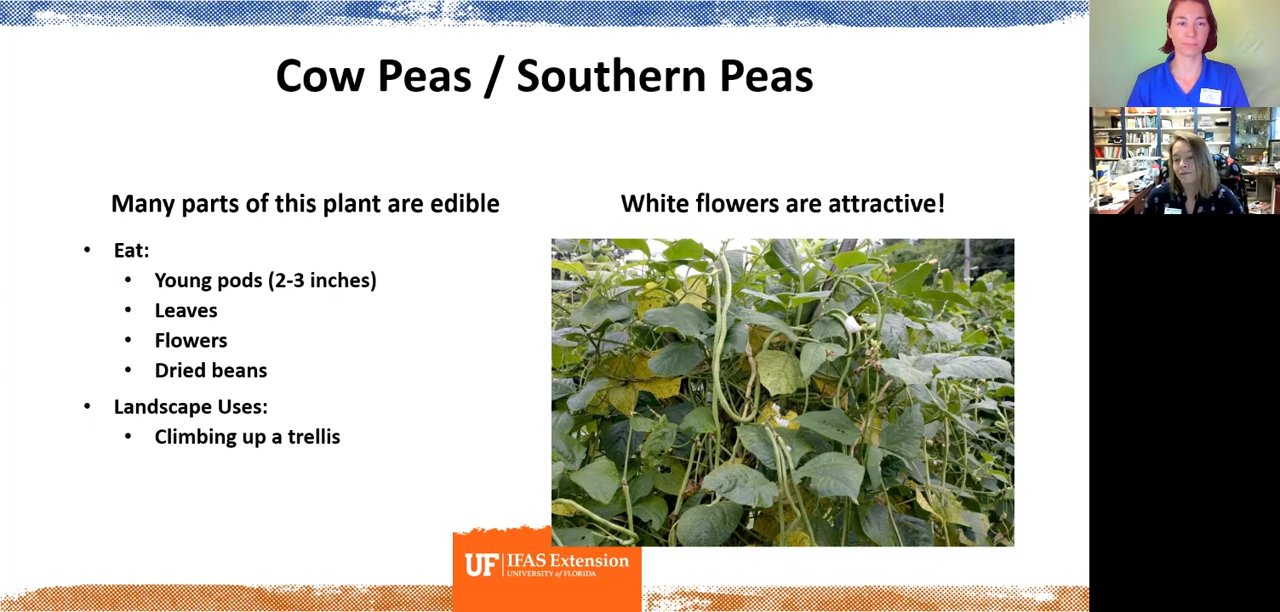 Cow Peas / Southern Peas
Many parts of this plant are edible
• Eat:
• Young pods (2-3 inches)
• Leaves
• Flowers
• Dried beans
• Landscape Uses:
• Climbing up a trellis
White flowers are attractive!
UF IFAS Extension
UNIVERSITY of FLORIDA